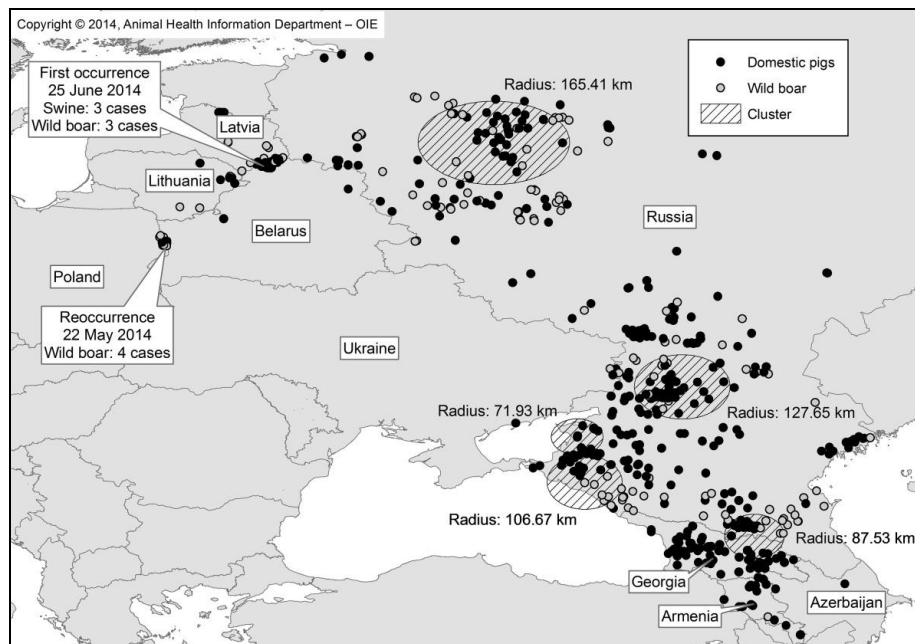 Copyright © 2014, Animal Health Information Department – OIE
First occurrence
25 June 2014
Swine: 3 cases
Wild boar: 3 cases
Radius: 165.41 km
Domestic pigs
Wild boar
Cluster
Latvia
Lithuania
Belarus
Russia
Poland
Reoccurrence
22 May 2014
Wild boar: 4 cases
Ukraine
Radius: 71.93 km
Radius: 127.65 km
Radius: 106.67 km
Radius: 87.53 km
Georgia
Armenia
Azerbaijan